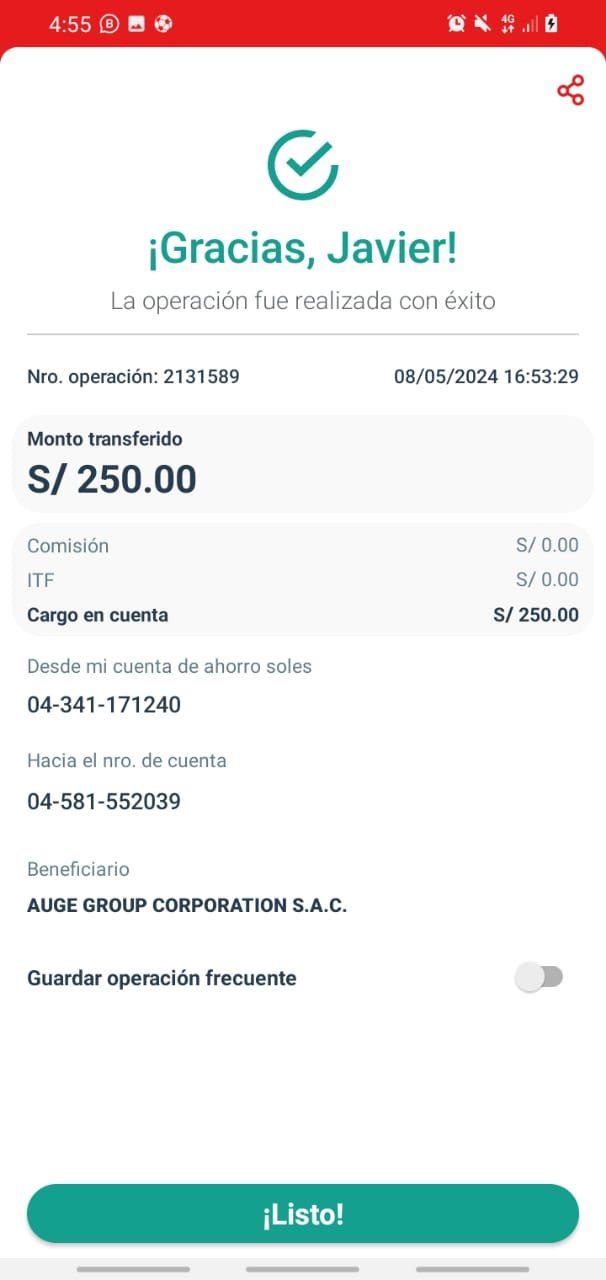 4:55
4G
¡Gracias, Javier!
La operación fue realizada con éxito
Nro. operación: 2131589 08/05/2024 16:53:29
Monto transferido
S/ 250.00
Comisión S/ 0.00
ITF S/ 0.00
Cargo en cuenta S/ 250.00
Desde mi cuenta de ahorro soles
04-341-171240
Hacia el nro. de cuenta
04-581-552039
Beneficiario
AUGE GROUP CORPORATION S.A.C.
Guardar operación frecuente
¡Listo!